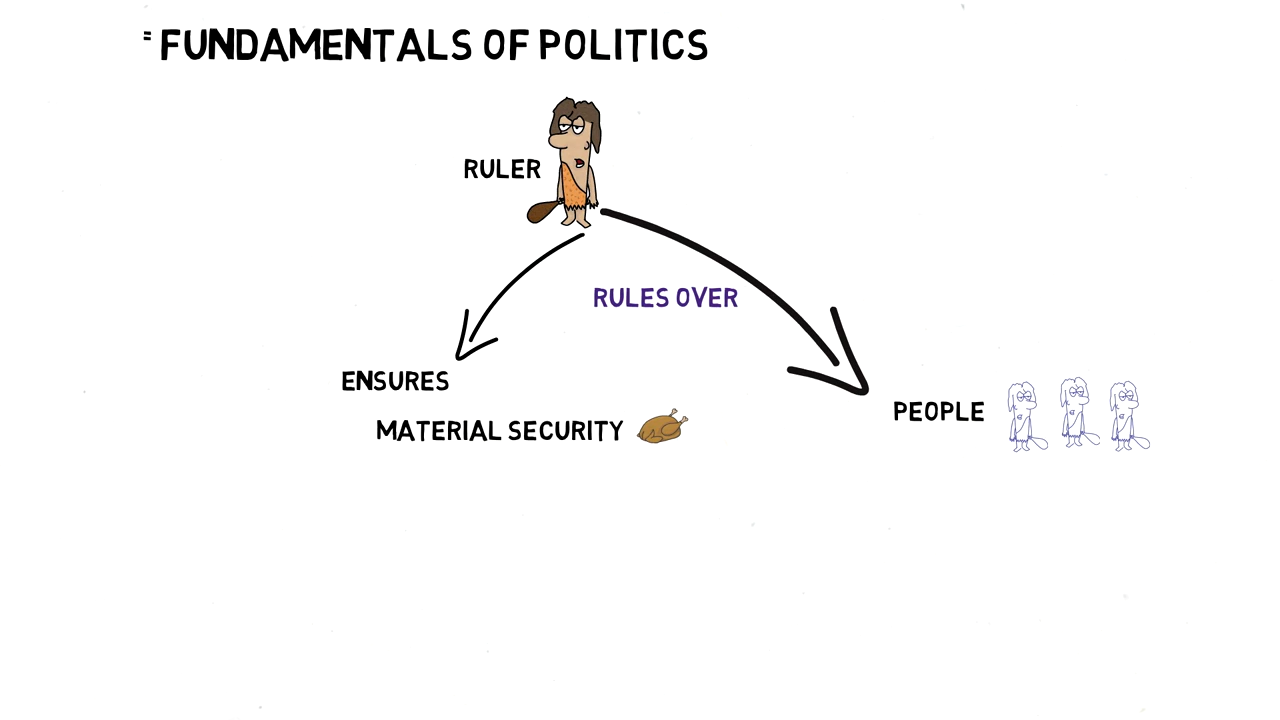 = FUNDAMENTALS OF POLITICS
RULER
RULES OVER
ENSURES
PEOPLE
MATERIAL SECURITY